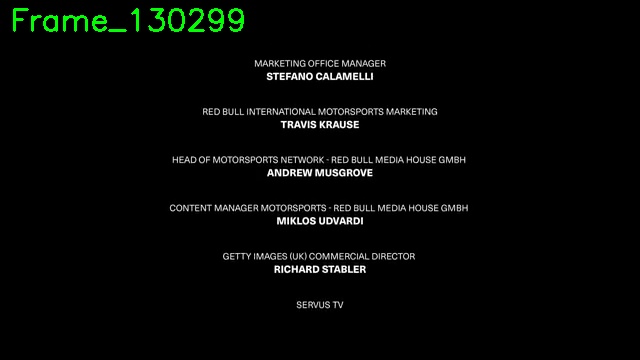 Frame_130299
MARKETING OFFICE MANAGER
STEFANO CALAMELLI
RED BULL INTERNATIONAL MOTORSPORTS MARKETING
TRAVIS KRAUSE
HEAD OF MOTORSPORTS NETWORK - RED BULL MEDIA HOUSE GMBH
ANDREW MUSGROVE
CONTENT MANAGER MOTORSPORTS - RED BULL MEDIA HOUSE GMBH
MIKLOS UDVARDI
GETTY IMAGES (UK) COMMERCIAL DIRECTOR
RICHARD STABLER
SERVUS TV